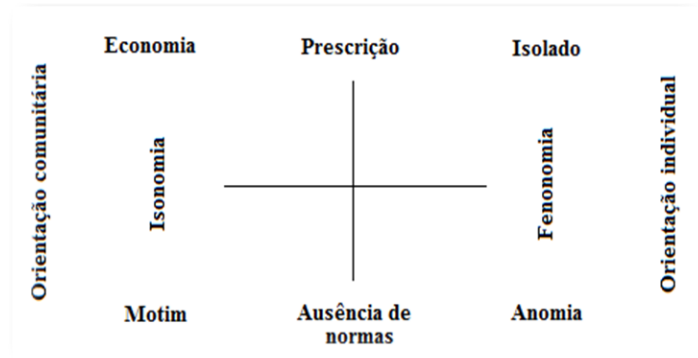 Economia
Prescrição
Isolado
Orientação comunitária
Isonomia
Fenonomia
Orientação individual
Motim
Ausência de
normas
Anomia